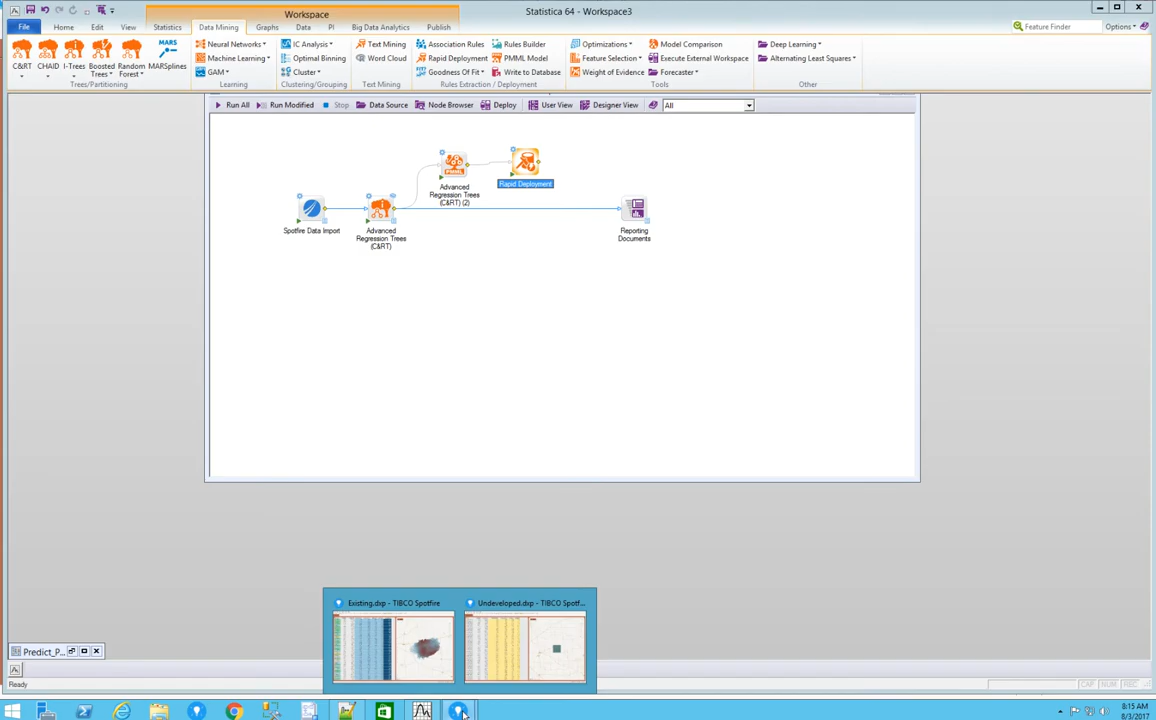 Workspace
Statistica 64 - Workspace3
File Home Edit View Statistics Data Mining Graphs Data PI Big Data Analytics Publish
Feature Finder Options
C&RT CHAID I-Trees Boosted Trees Random Forest MARSplines
MARS
Trees/Partitioning
Neural Networks
Machine Learning
GAM
Learning
IC Analysis
Optimal Binning
Cluster
Clustering/Grouping
Text Mining
Word Cloud
Text Mining
Association Rules Rules Builder
Rapid Deployment PMML Model
Goodness Of Fit Write to Database
Rules Extraction / Deployment
Optimizations Model Comparison
Feature Selection Execute External Workspace
Weight of Evidence Forecaster
Tools
Deep Learning
Alternating Least Squares
Other
Run All Run Modified Stop Data Source Node Browser Deploy User View Designer View All
PMML
Advanced
Regression Trees
(C&RT) (2)
Rapid Deployment
Spotfire Data Import
Advanced
Regression Trees
(C&RT)
Reporting
Documents
Existing.dxp - TIBCO Spotfire
Undeveloped.dxp - TIBCO Spotf...
Predict_P...
Ready
CAP NUM REC
8:15 AM
8/3/2017